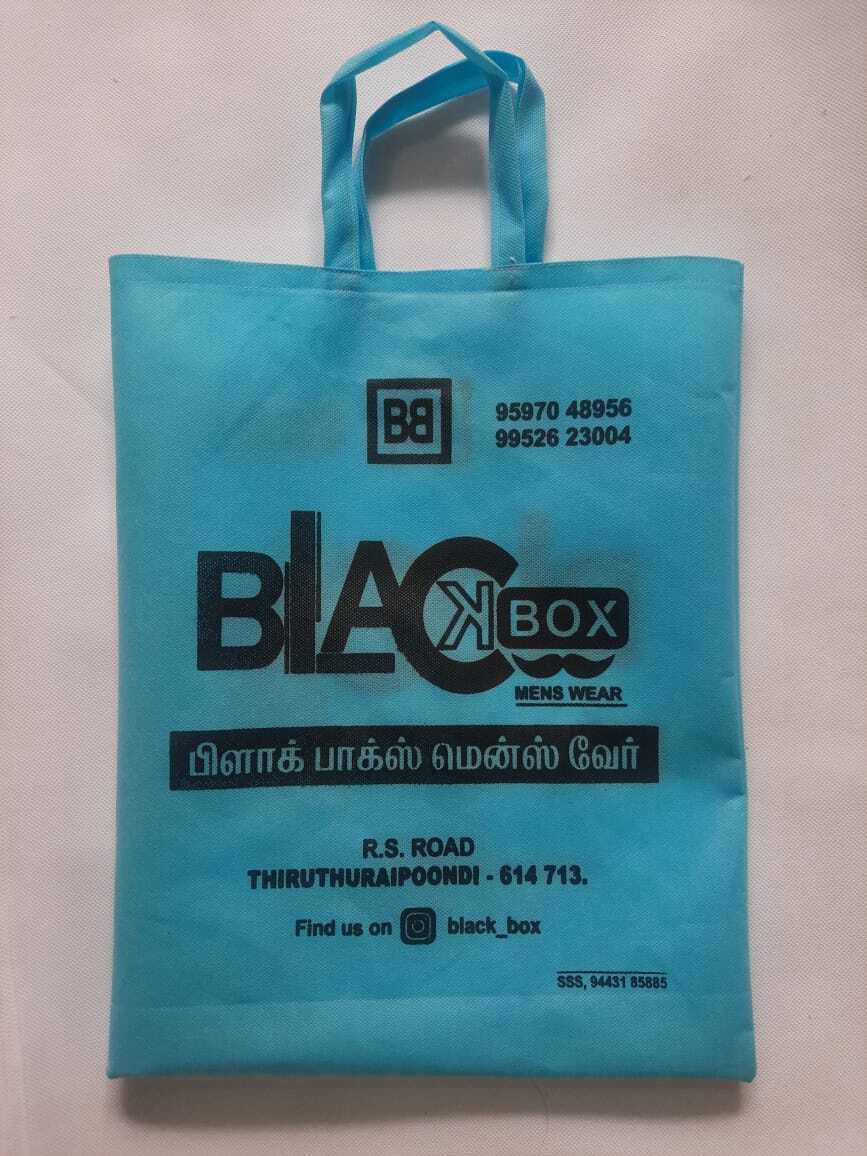 BB
95970 48956
99526 23004
BLACK BOX
MENS WEAR
பிளாக் பாக்ஸ் மென்ஸ் வேர்
R.S. ROAD
THIRUTHURAIPOONDI - 614 713.
Find us on black_box
SSS, 94431 85885